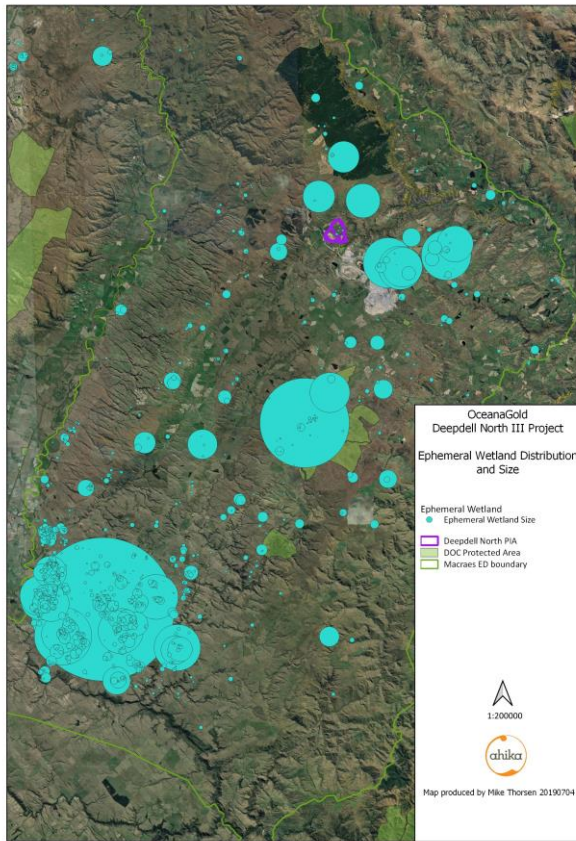 OceanaGold
Deepdell North III Project
Ephemeral Wetland Distribution
and Size
Ephemeral Wetland
Ephemeral Wetland Size
Deepdell North PIA
DOC Protected Area
Macraes ED boundary
1:200000
ahika
Map produced by Mike Thorsen 20190704